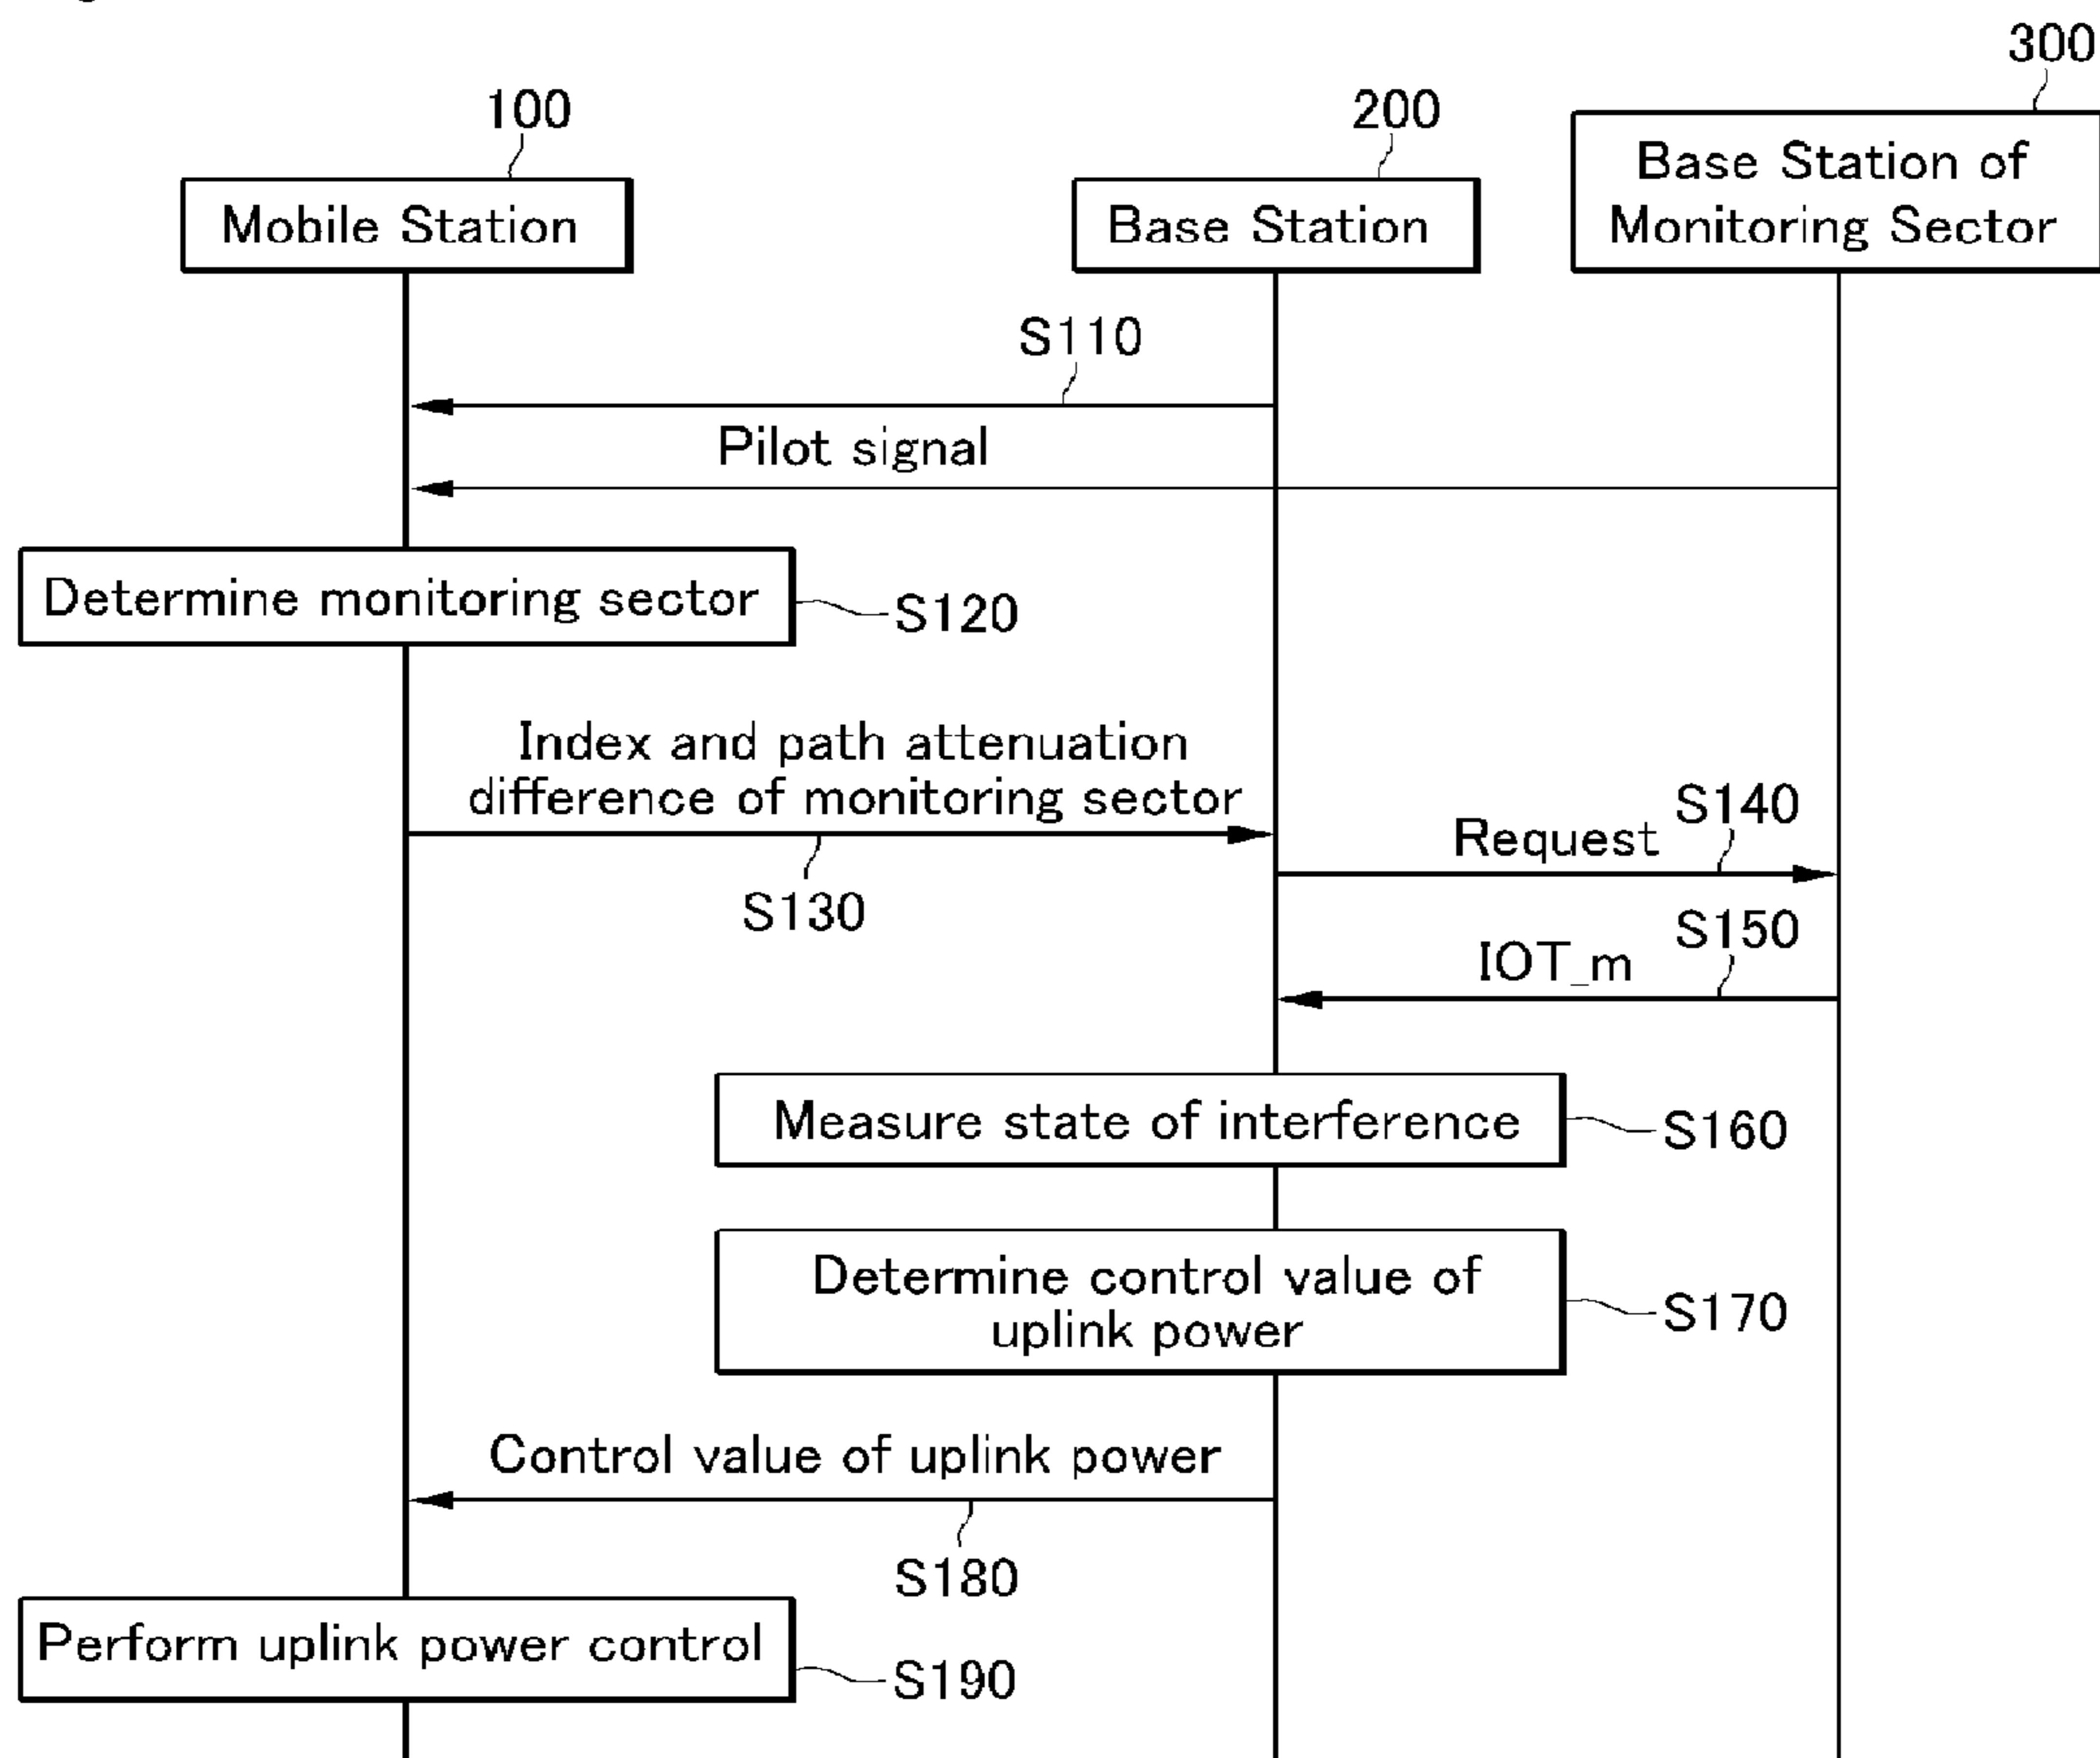 300
100
200
Base Station of
Monitoring Sector
Mobile Station
Base Station
S110
Pilot signal
Determine monitoring sector
S120
Index and path attenuation
difference of monitoring sector
S130
S140
Request
S150
IOT_m
Measure state of interference
S160
Determine control value of
uplink power
S170
Control value of uplink power
S180
Perform uplink power control
S190